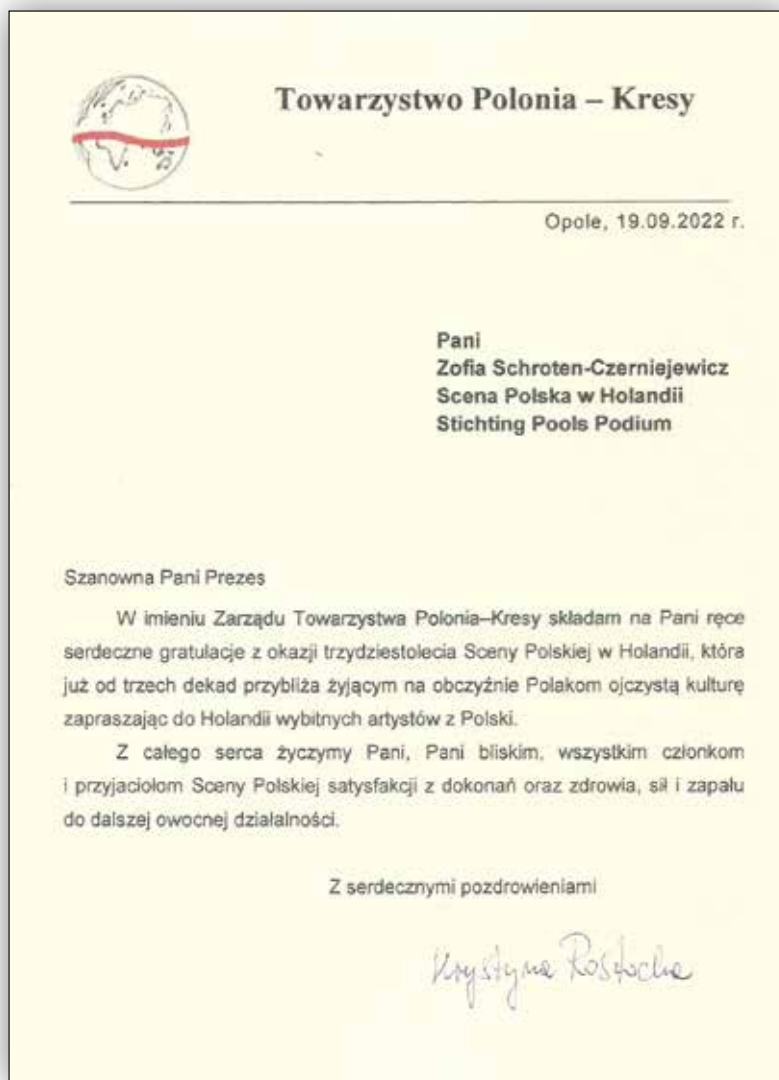 Towarzystwo Polonia – Kresy
Opole, 19.09.2022 r.
Pani
Zofia Schroten-Czerniejewicz
Scena Polska w Holandii
Stichting Pools Podium
Szanowna Pani Prezes
W imieniu Zarządu Towarzystwa Polonia–Kresy składam na Pani ręce
serdeczne gratulacje z okazji trzydziestolecia Sceny Polskiej w Holandii, która
już od trzech dekad przybliża żyjącym na obczyźnie Polakom ojczystą kulturę
zapraszając do Holandii wybitnych artystów z Polski.
Z całego serca życzymy Pani, Pani bliskim, wszystkim członkom
i przyjaciołom Sceny Polskiej satysfakcji z dokonań oraz zdrowia, sił i zapału
do dalszej owocnej działalności.
Z serdecznymi pozdrowieniami
Krystyna Rostocka